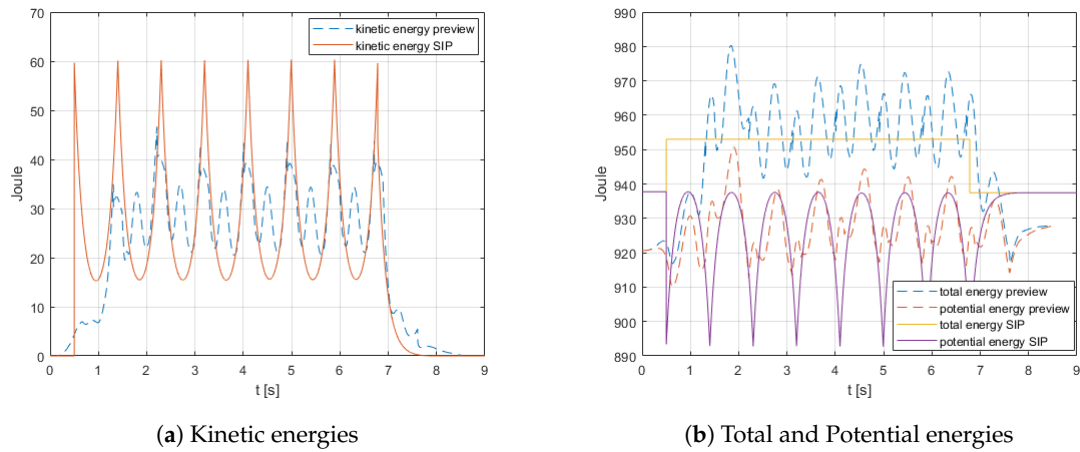 70
60
50
40
30
20
10
0
Joule
0 1 2 3 4 5 6 7 8 9
t [s]
kinetic energy preview
kinetic energy SIP
(a) Kinetic energies
990
980
970
960
950
940
930
920
910
900
890
Joule
0 1 2 3 4 5 6 7 8 9
t [s]
total energy preview
potential energy preview
total energy SIP
potential energy SIP
(b) Total and Potential energies